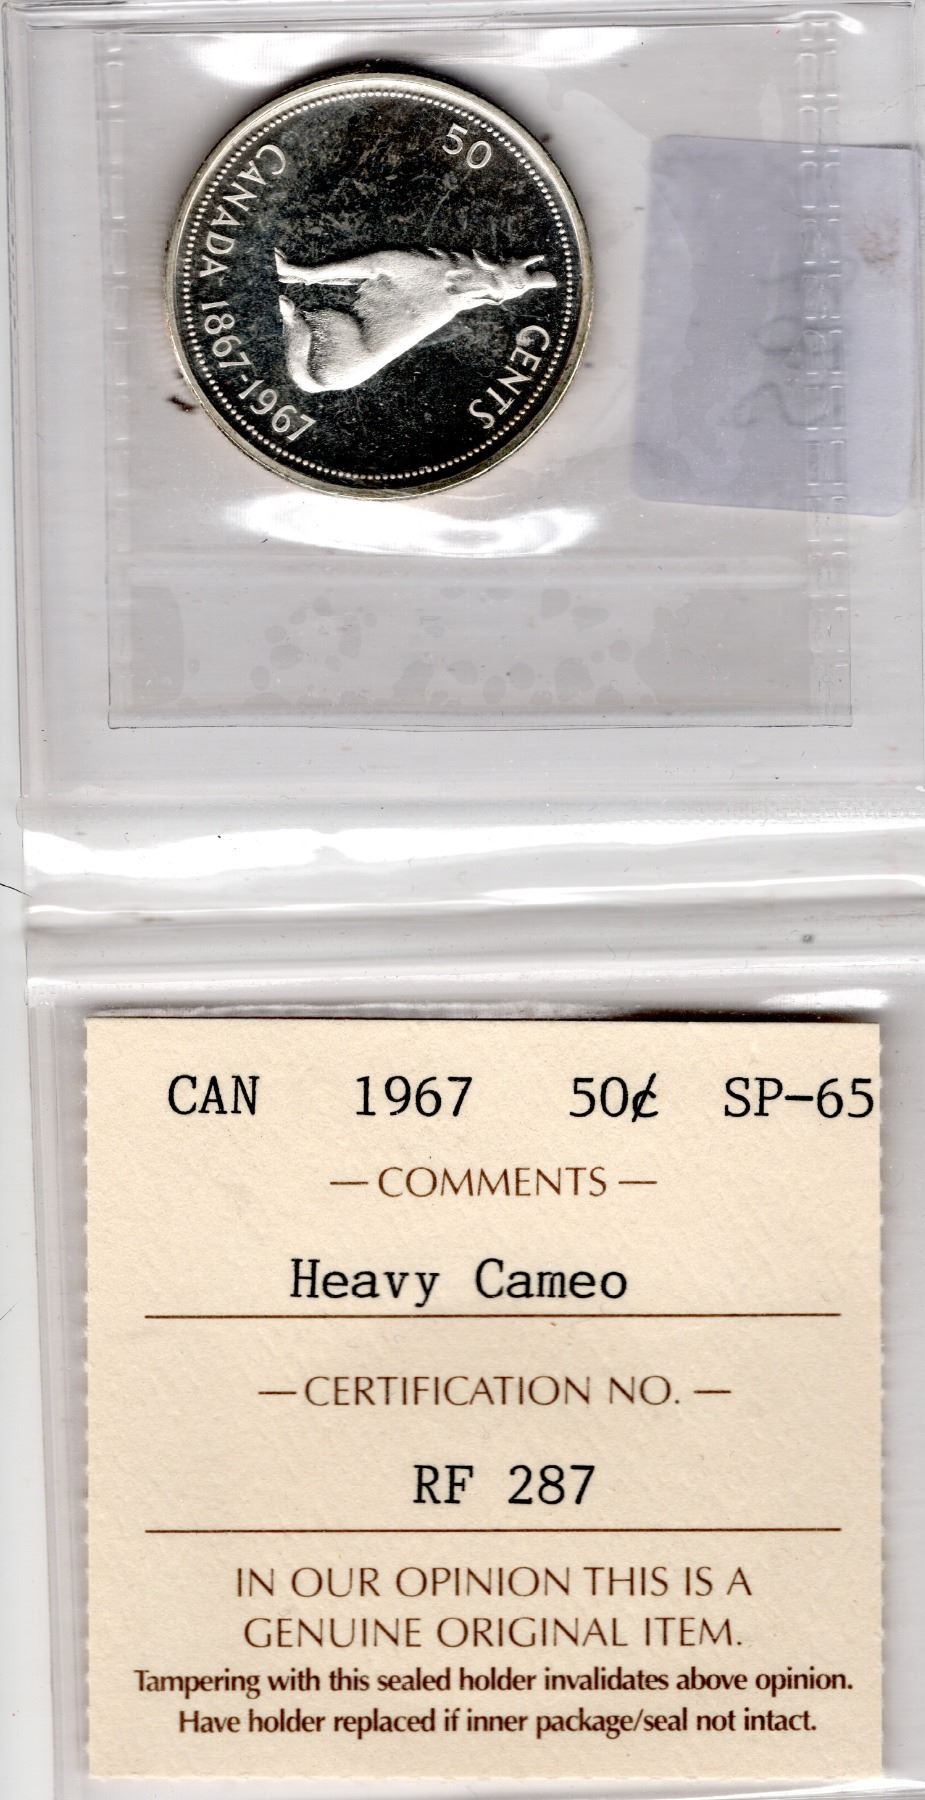 50 CENTS
CANADA 1867-1967
CAN 1967 50¢ SP-65
— COMMENTS —
Heavy Cameo
— CERTIFICATION NO. —
RF 287
IN OUR OPINION THIS IS A
GENUINE ORIGINAL ITEM.
Tampering with this sealed holder invalidates above opinion.
Have holder replaced if inner package/seal not intact.